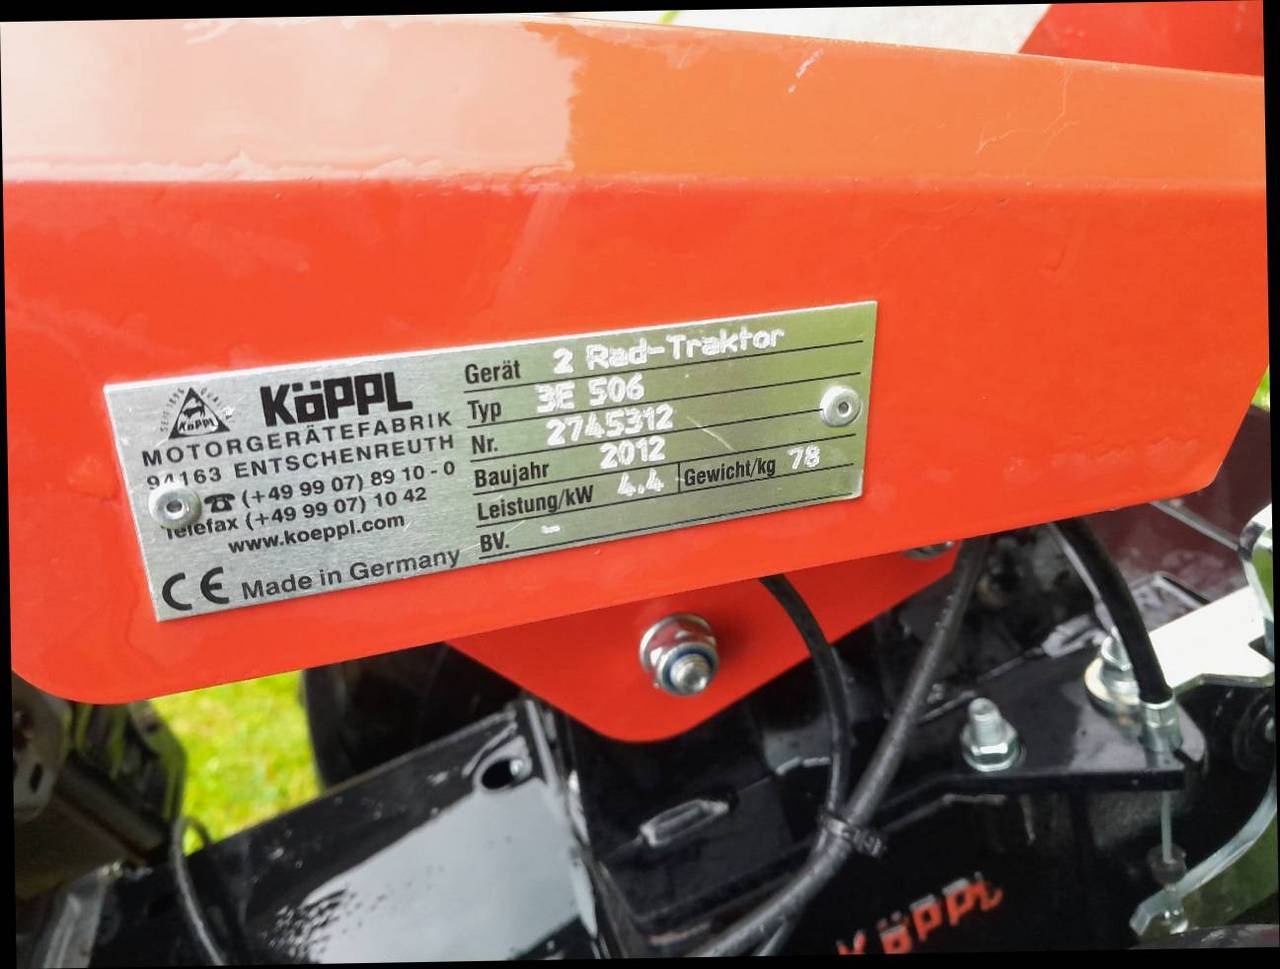 KÖPPL
KÖPPL
MOTORGERÄTEFABRIK
94163 ENTSCHENREUTH
☎ (+49 99 07) 89 10 - 0
Telefax (+49 99 07) 10 42
www.koeppl.com
CE Made in Germany
Gerät 2 Rad-Traktor
Typ 3E 506
Nr. 2745312
Baujahr 2012
Leistung/kW 4.4 Gewicht/kg 78
BV. -
KÖPPL